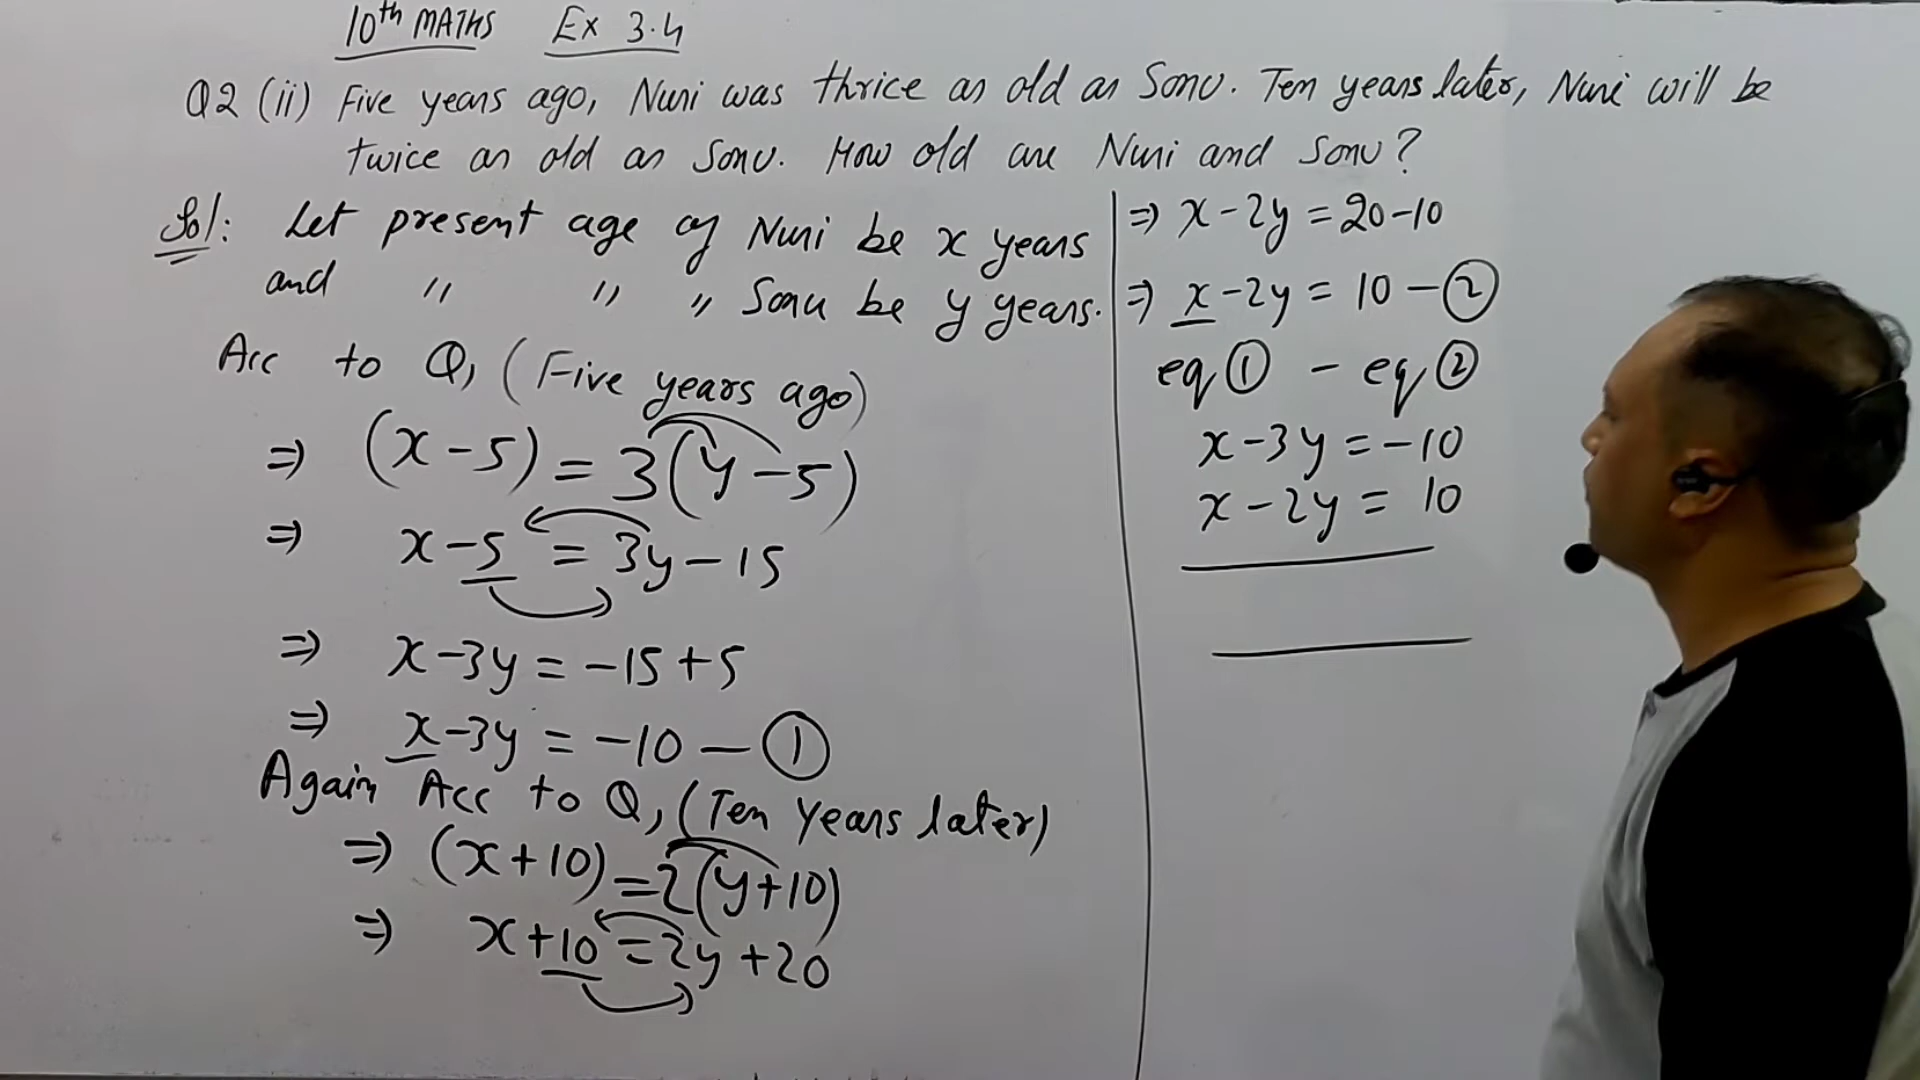 10th MATHS Ex 3.4
Q2 (ii) Five years ago, Nuri was thrice as old as Sonu. Ten years later, Nuri will be
twice as old as Sonu. How old are Nuri and Sonu?
Sol: Let present age of Nuri be x years
and " " " Sonu be y years.
Acc to Q, (Five years ago)
⇒ (x-5) = 3(y-5)
⇒ x-5 = 3y-15
⇒ x-3y = -15+5
⇒ x-3y = -10 - ①
Again Acc to Q, (Ten Years later)
⇒ (x+10) = 2(y+10)
⇒ x+10 = 2y+20
⇒ x-2y = 20-10
⇒ x-2y = 10 - ②
eq ① - eq ②
x-3y = -10
x-2y = 10